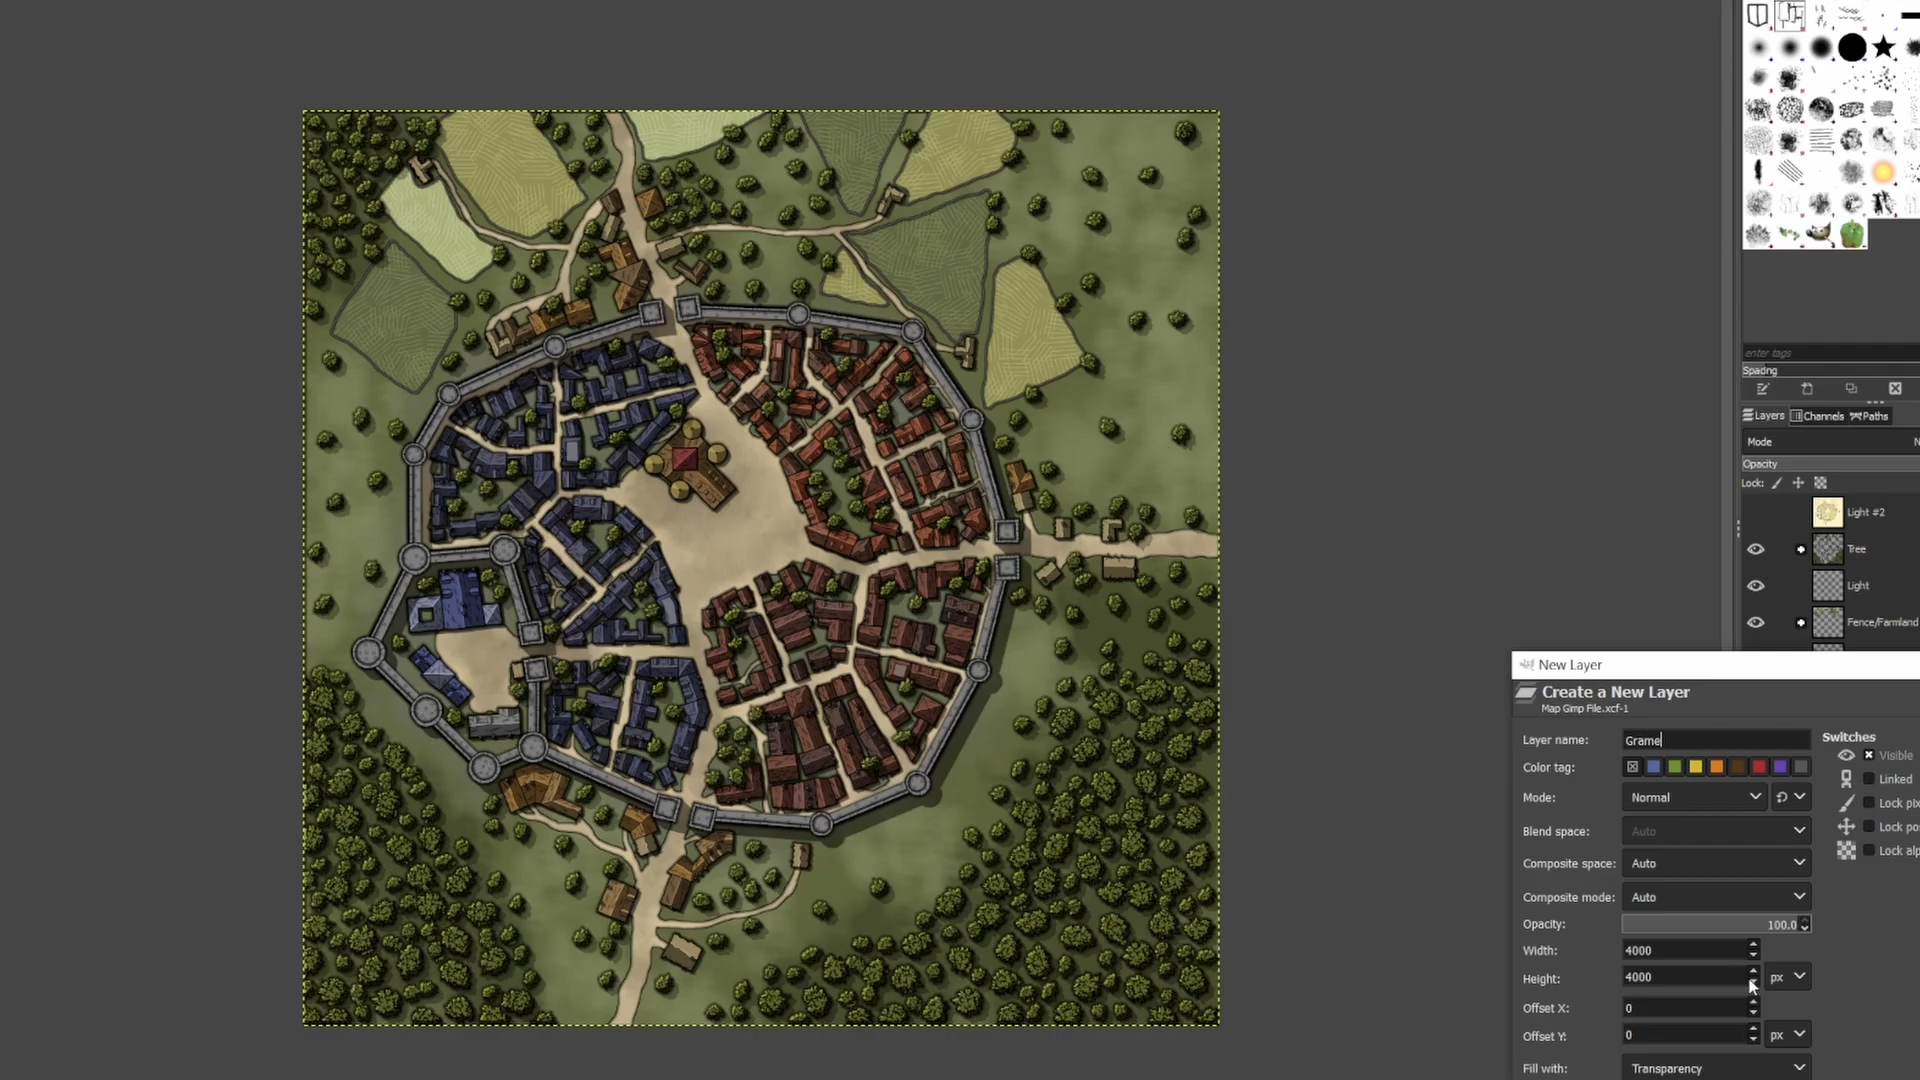 enter tags
Spacing
Layers Channels Paths
Mode
Opacity
Lock:
Light #2
Tree
Light
Fence/Farmland
New Layer
Create a New Layer
Map Gimp File.xcf-1
Layer name: Grame
Switches
Color tag:
Visible
Linked
Mode: Normal
Lock pix
Blend space: Auto
Lock pos
Composite space: Auto
Lock alp
Composite mode: Auto
Opacity: 100.0
Width: 4000
Height: 4000 px
Offset X: 0
Offset Y: 0 px
Fill with: Transparency